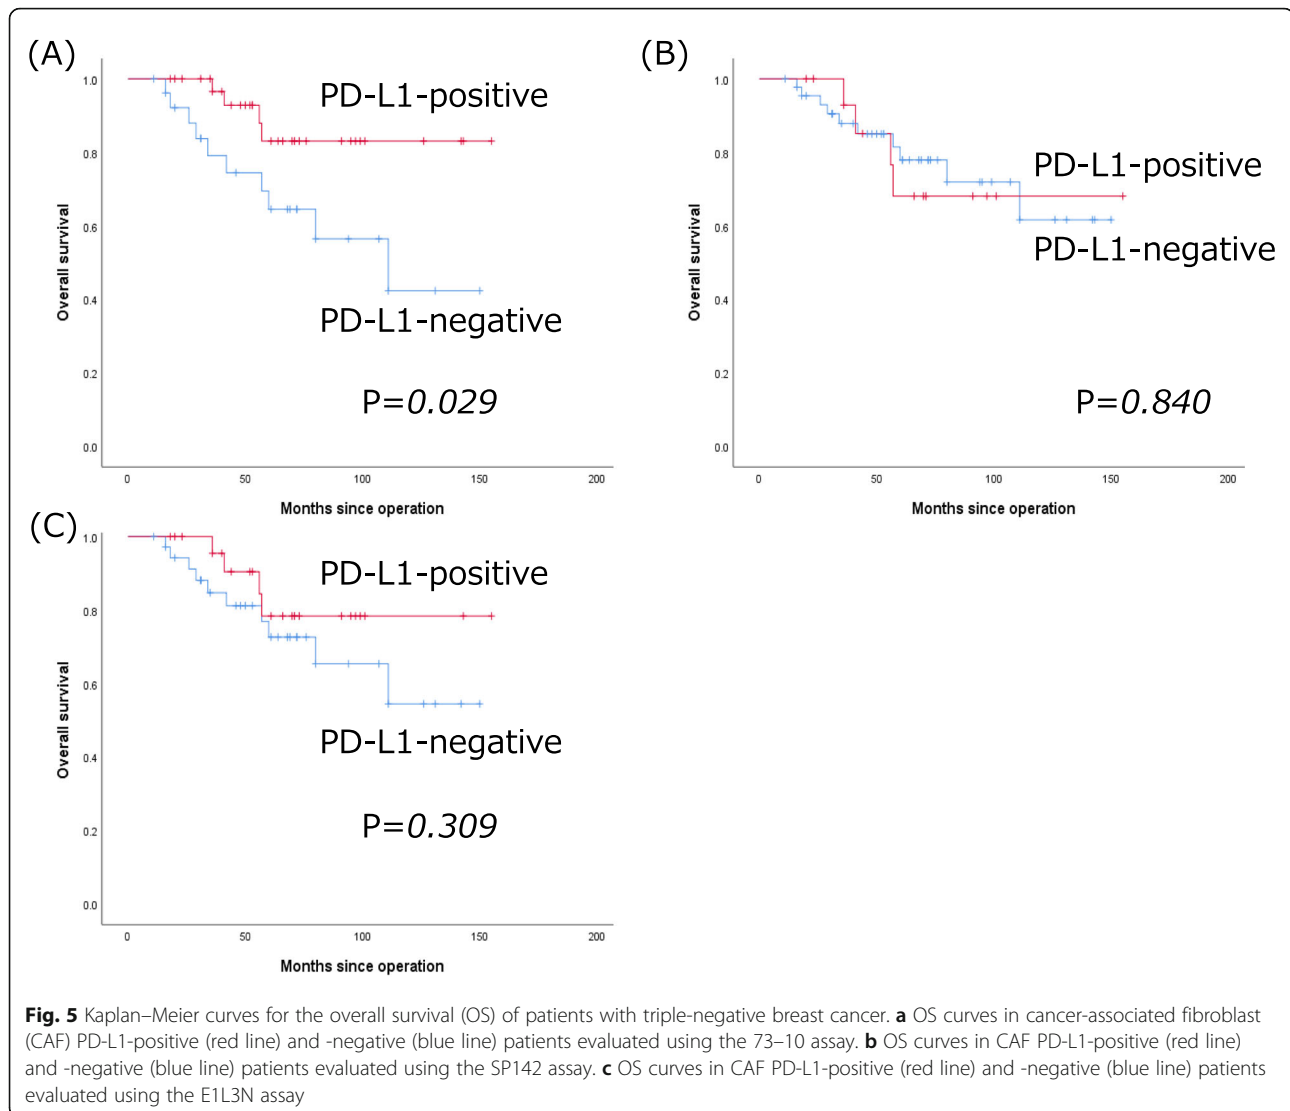 (A)
1.0
0.8
0.6
0.4
0.2
0.0
Overall survival
PD-L1-positive
PD-L1-negative
P=0.029
0 50 100 150 200
Months since operation
(B)
1.0
0.8
0.6
0.4
0.2
0.0
Overall survival
PD-L1-positive
PD-L1-negative
P=0.840
0 50 100 150 200
Months since operation
(C)
1.0
0.8
0.6
0.4
0.2
0.0
Overall survival
PD-L1-positive
PD-L1-negative
P=0.309
0 50 100 150 200
Months since operation
Fig. 5 Kaplan–Meier curves for the overall survival (OS) of patients with triple-negative breast cancer. a OS curves in cancer-associated fibroblast
(CAF) PD-L1-positive (red line) and -negative (blue line) patients evaluated using the 73–10 assay. b OS curves in CAF PD-L1-positive (red line)
and -negative (blue line) patients evaluated using the SP142 assay. c OS curves in CAF PD-L1-positive (red line) and -negative (blue line) patients
evaluated using the E1L3N assay